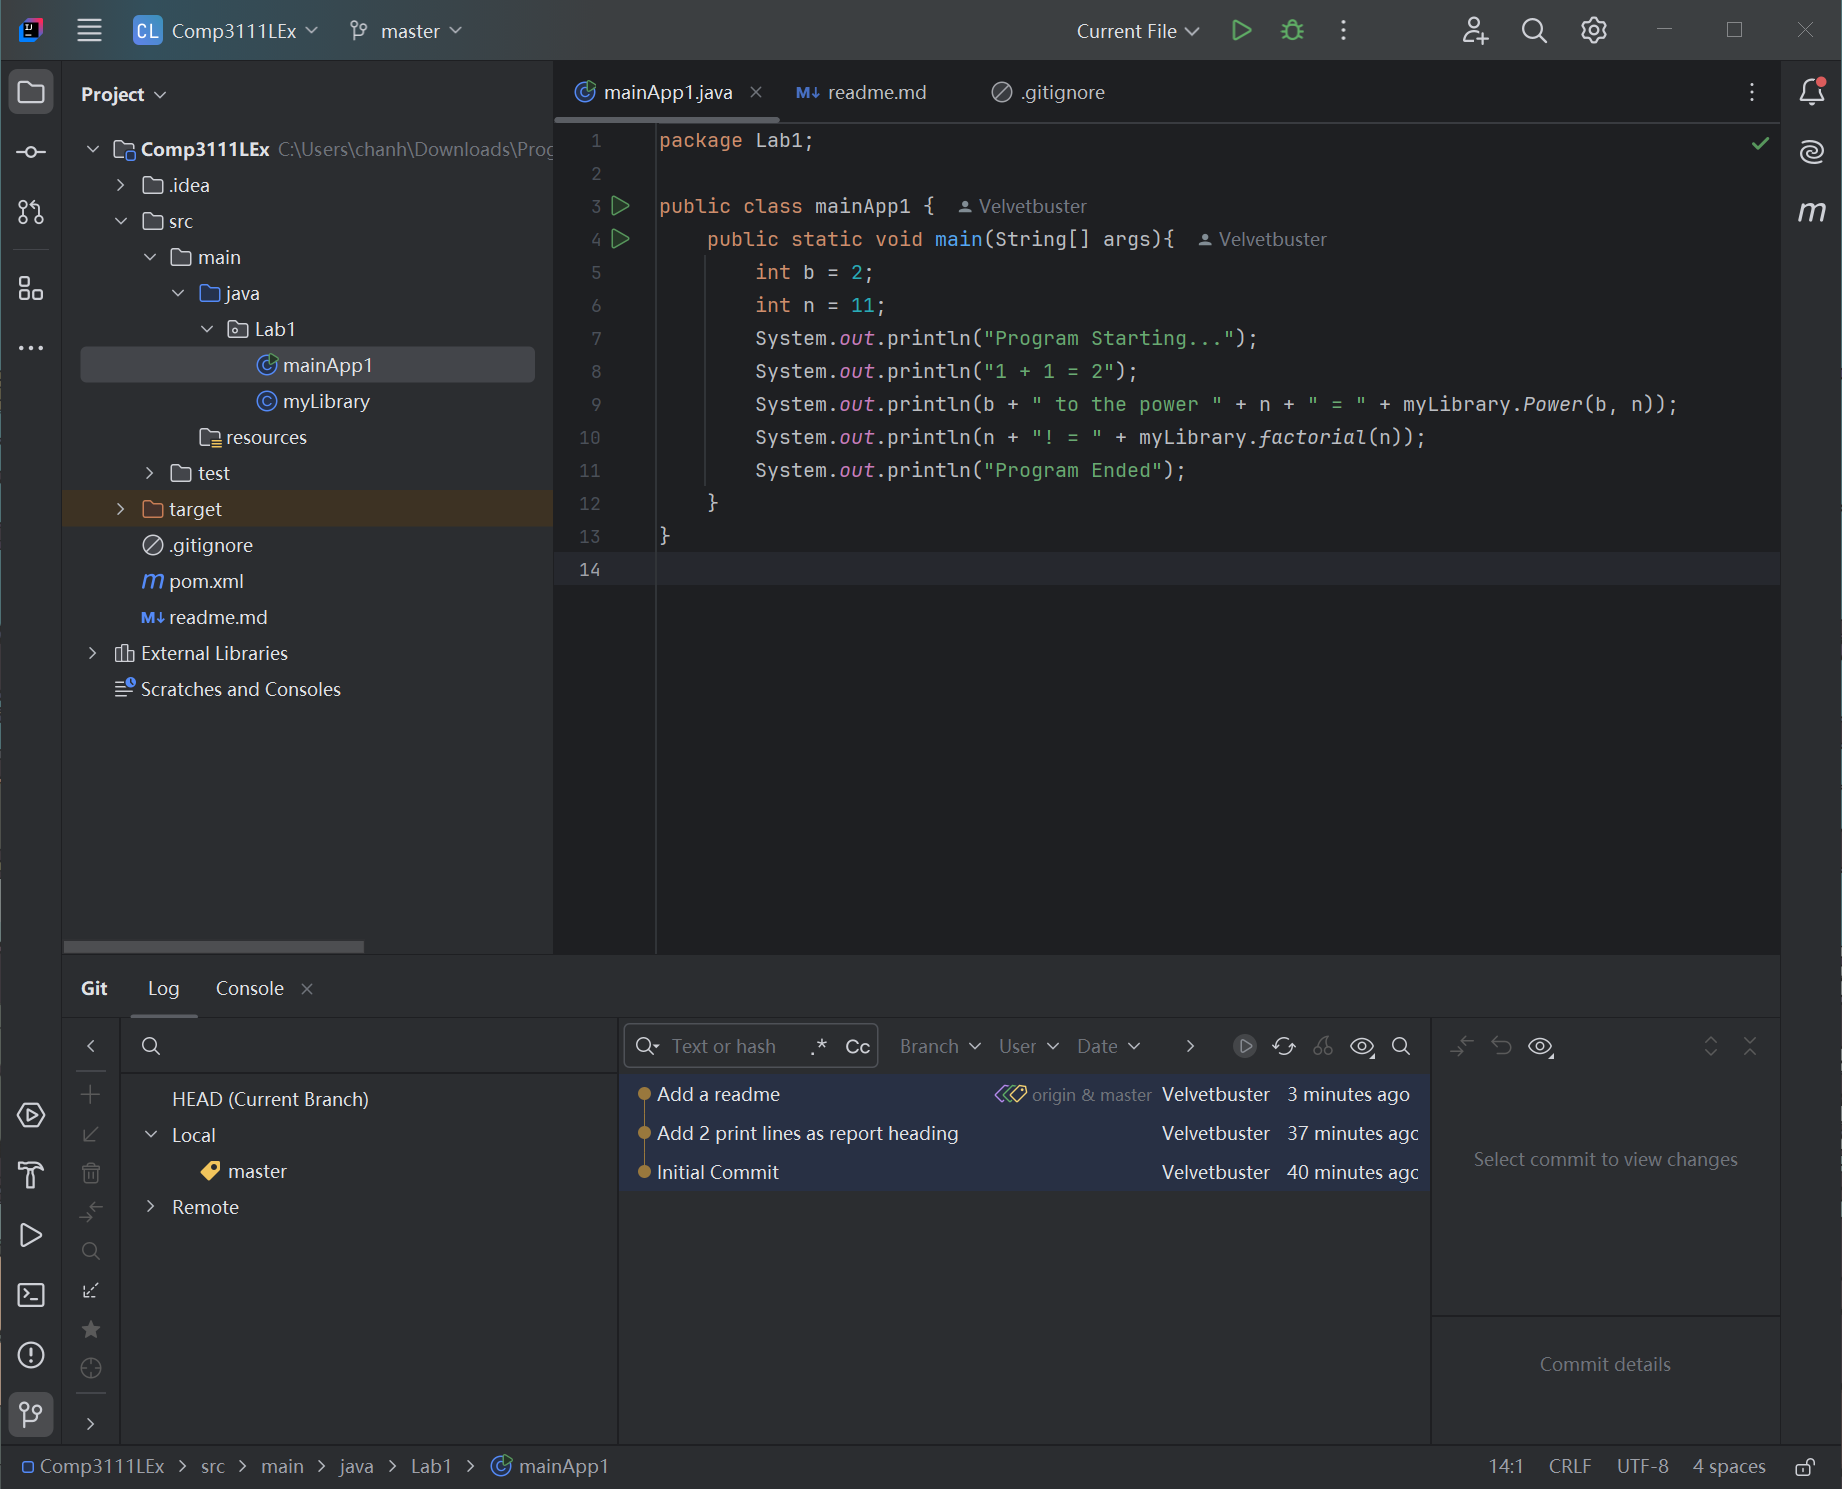 CL Comp3111LEx master Current File
Project
mainApp1.java readme.md .gitignore
Comp3111LEx C:\Users\chanh\Downloads\Prog
.idea
src
main
java
Lab1
mainApp1
myLibrary
resources
test
target
.gitignore
pom.xml
readme.md
External Libraries
Scratches and Consoles
1 package Lab1;
2
3 public class mainApp1 { Velvetbuster
4 public static void main(String[] args){ Velvetbuster
5 int b = 2;
6 int n = 11;
7 System.out.println("Program Starting...");
8 System.out.println("1 + 1 = 2");
9 System.out.println(b + " to the power " + n + " = " + myLibrary.Power(b, n));
10 System.out.println(n + "! = " + myLibrary.factorial(n));
11 System.out.println("Program Ended");
12 }
13 }
14
Git Log Console
Text or hash .* Cc Branch User Date
HEAD (Current Branch)
Local
master
Remote
Add a readme origin & master Velvetbuster 3 minutes ago
Add 2 print lines as report heading Velvetbuster 37 minutes ago
Initial Commit Velvetbuster 40 minutes ago
Select commit to view changes
Commit details
Comp3111LEx > src > main > java > Lab1 > mainApp1 14:1 CRLF UTF-8 4 spaces